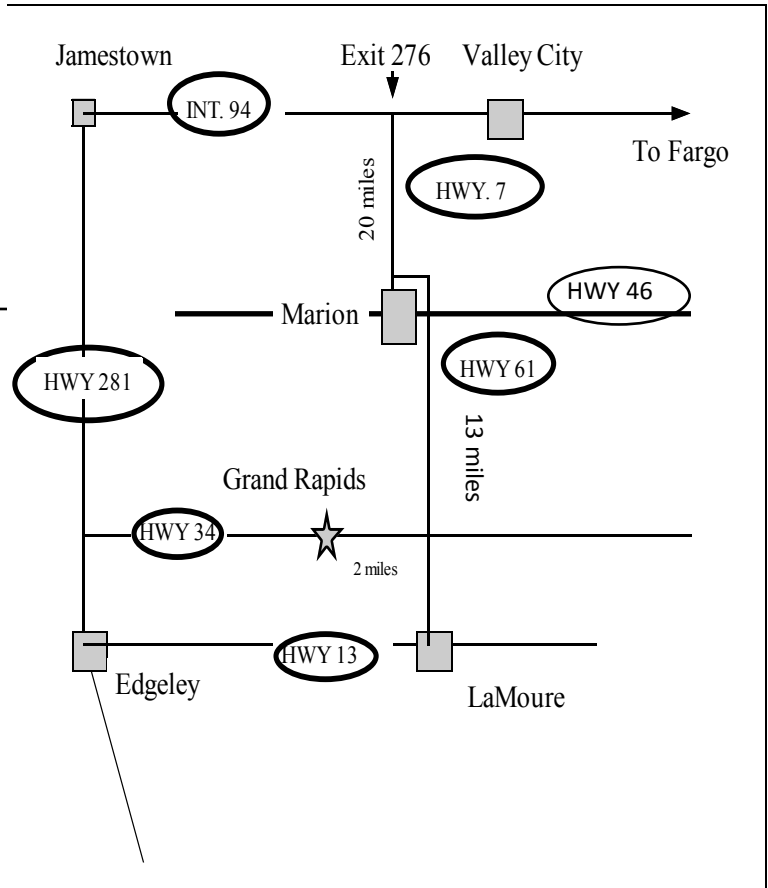 Jamestown
Exit 276
Valley City
INT. 94
To Fargo
20 miles
HWY. 7
HWY 46
Marion
HWY 61
HWY 281
13 miles
Grand Rapids
HWY 34
2 miles
HWY 13
Edgeley
LaMoure